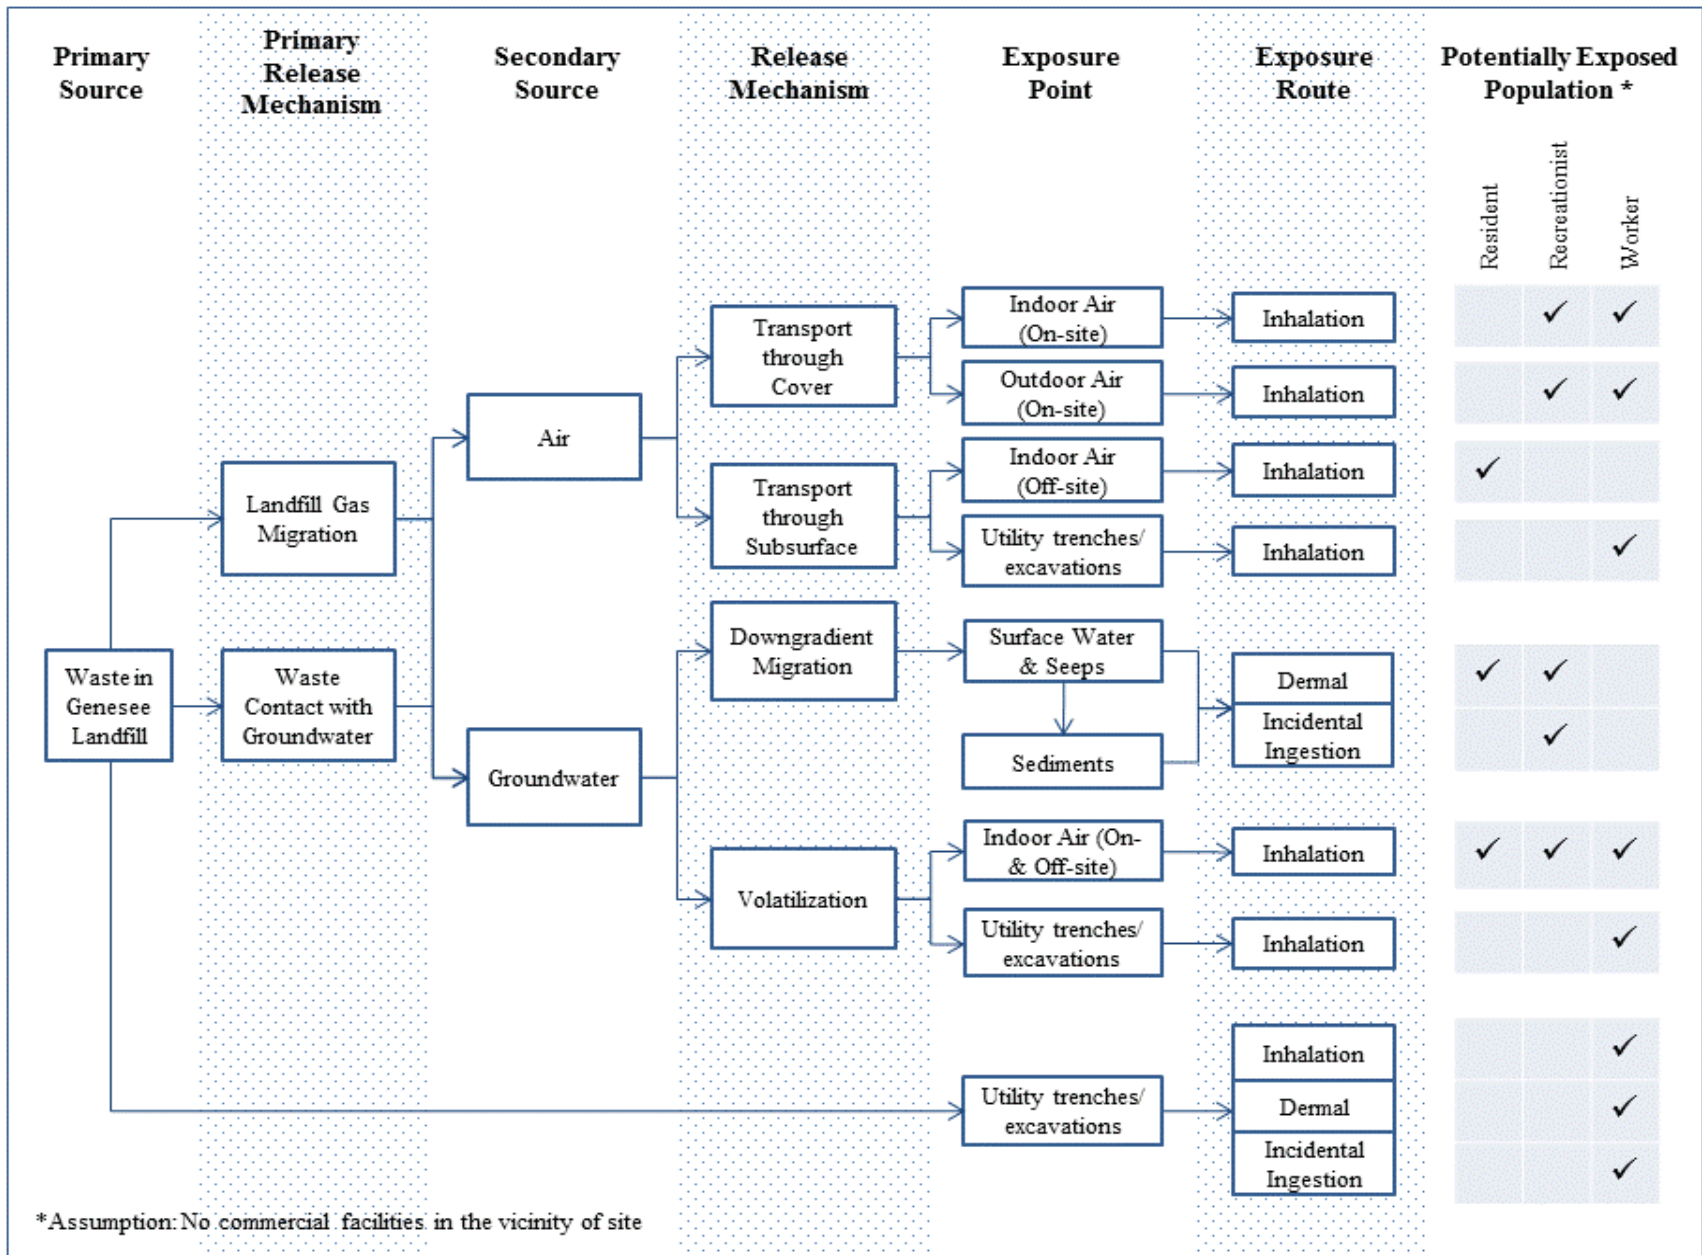 Primary
Source
Primary
Release
Mechanism
Secondary
Source
Release
Mechanism
Exposure
Point
Exposure
Route
Potentially Exposed
Population *
Resident
Recreationist
Worker
Waste in
Genesee
Landfill
Landfill Gas
Migration
Waste
Contact with
Groundwater
Air
Groundwater
Transport
through
Cover
Transport
through
Subsurface
Downgradient
Migration
Volatilization
Indoor Air
(On-site)
Inhalation
Outdoor Air
(On-site)
Inhalation
Indoor Air
(Off-site)
Inhalation
Utility trenches/
excavations
Inhalation
Surface Water
& Seeps
Sediments
Dermal
Incidental
Ingestion
Indoor Air (On-
& Off-site)
Inhalation
Utility trenches/
excavations
Inhalation
Utility trenches/
excavations
Inhalation
Dermal
Incidental
Ingestion
*Assumption: No commercial facilities in the vicinity of site